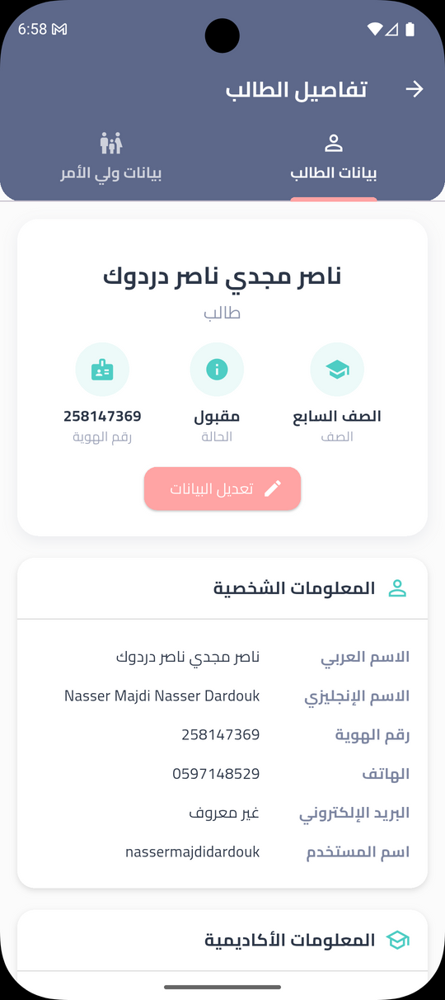 6:58
تفاصيل الطالب
بيانات الطالب
بيانات ولي الأمر
ناصر مجدي ناصر دردوك
طالب
الصف السابع
الصف
مقبول
الحالة
258147369
رقم الهوية
تعديل البيانات
المعلومات الشخصية
الاسم العربي ناصر مجدي ناصر دردوك
الاسم الإنجليزي Nasser Majdi Nasser Dardouk
رقم الهوية 258147369
الهاتف 0597148529
البريد الإلكتروني غير معروف
اسم المستخدم nassermajdidardouk
المعلومات الأكاديمية